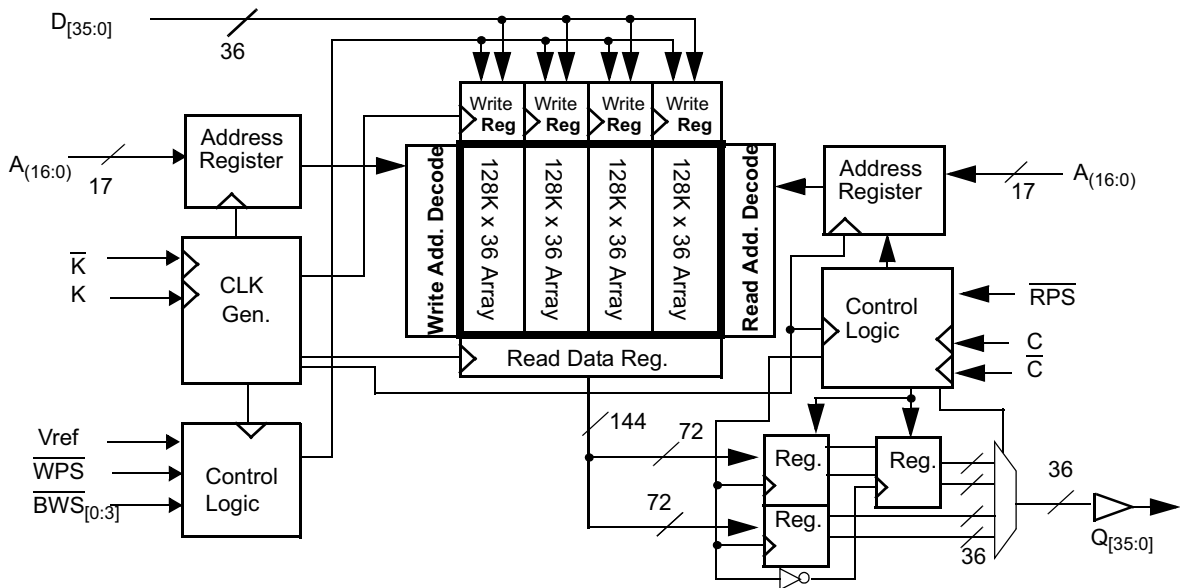 D[35:0]
36
Write Reg
Write Reg
Write Reg
Write Reg
A(16:0)
17
Address Register
Write Add. Decode
128K x 36 Array
128K x 36 Array
128K x 36 Array
128K x 36 Array
Read Add. Decode
Address Register
17
A(16:0)
K̅
K
CLK Gen.
Control Logic
R̅P̅S̅
C
C̅
Read Data Reg.
Vref
W̅P̅S̅
B̅W̅S̅[0:3]
Control Logic
144
72
72
Reg.
Reg.
Reg.
36
36
Q[35:0]